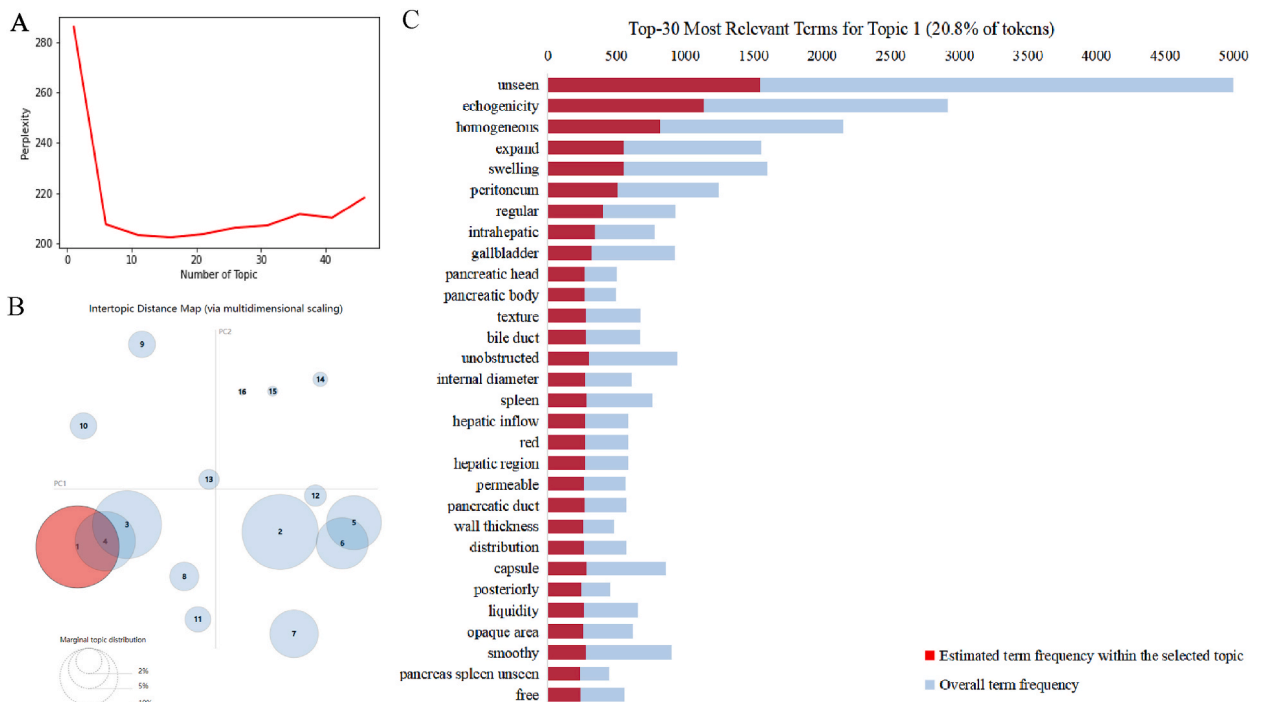 A
280
260
240
220
200
Perplexity
0
10
20
30
40
Number of Topic
B
Intertopic Distance Map (via multidimensional scaling)
PC2
PC1
9
14
16
15
10
13
12
3
5
2
4
6
1
8
11
7
Marginal topic distribution
2%
5%
10%
C
Top-30 Most Relevant Terms for Topic 1 (20.8% of tokens)
0
500
1000
1500
2000
2500
3000
3500
4000
4500
5000
unseen
echogenicity
homogeneous
expand
swelling
peritoneum
regular
intrahepatic
gallbladder
pancreatic head
pancreatic body
texture
bile duct
unobstructed
internal diameter
spleen
hepatic inflow
red
hepatic region
permeable
pancreatic duct
wall thickness
distribution
capsule
posteriorly
liquidity
opaque area
smoothy
pancreas spleen unseen
free
Estimated term frequency within the selected topic
Overall term frequency